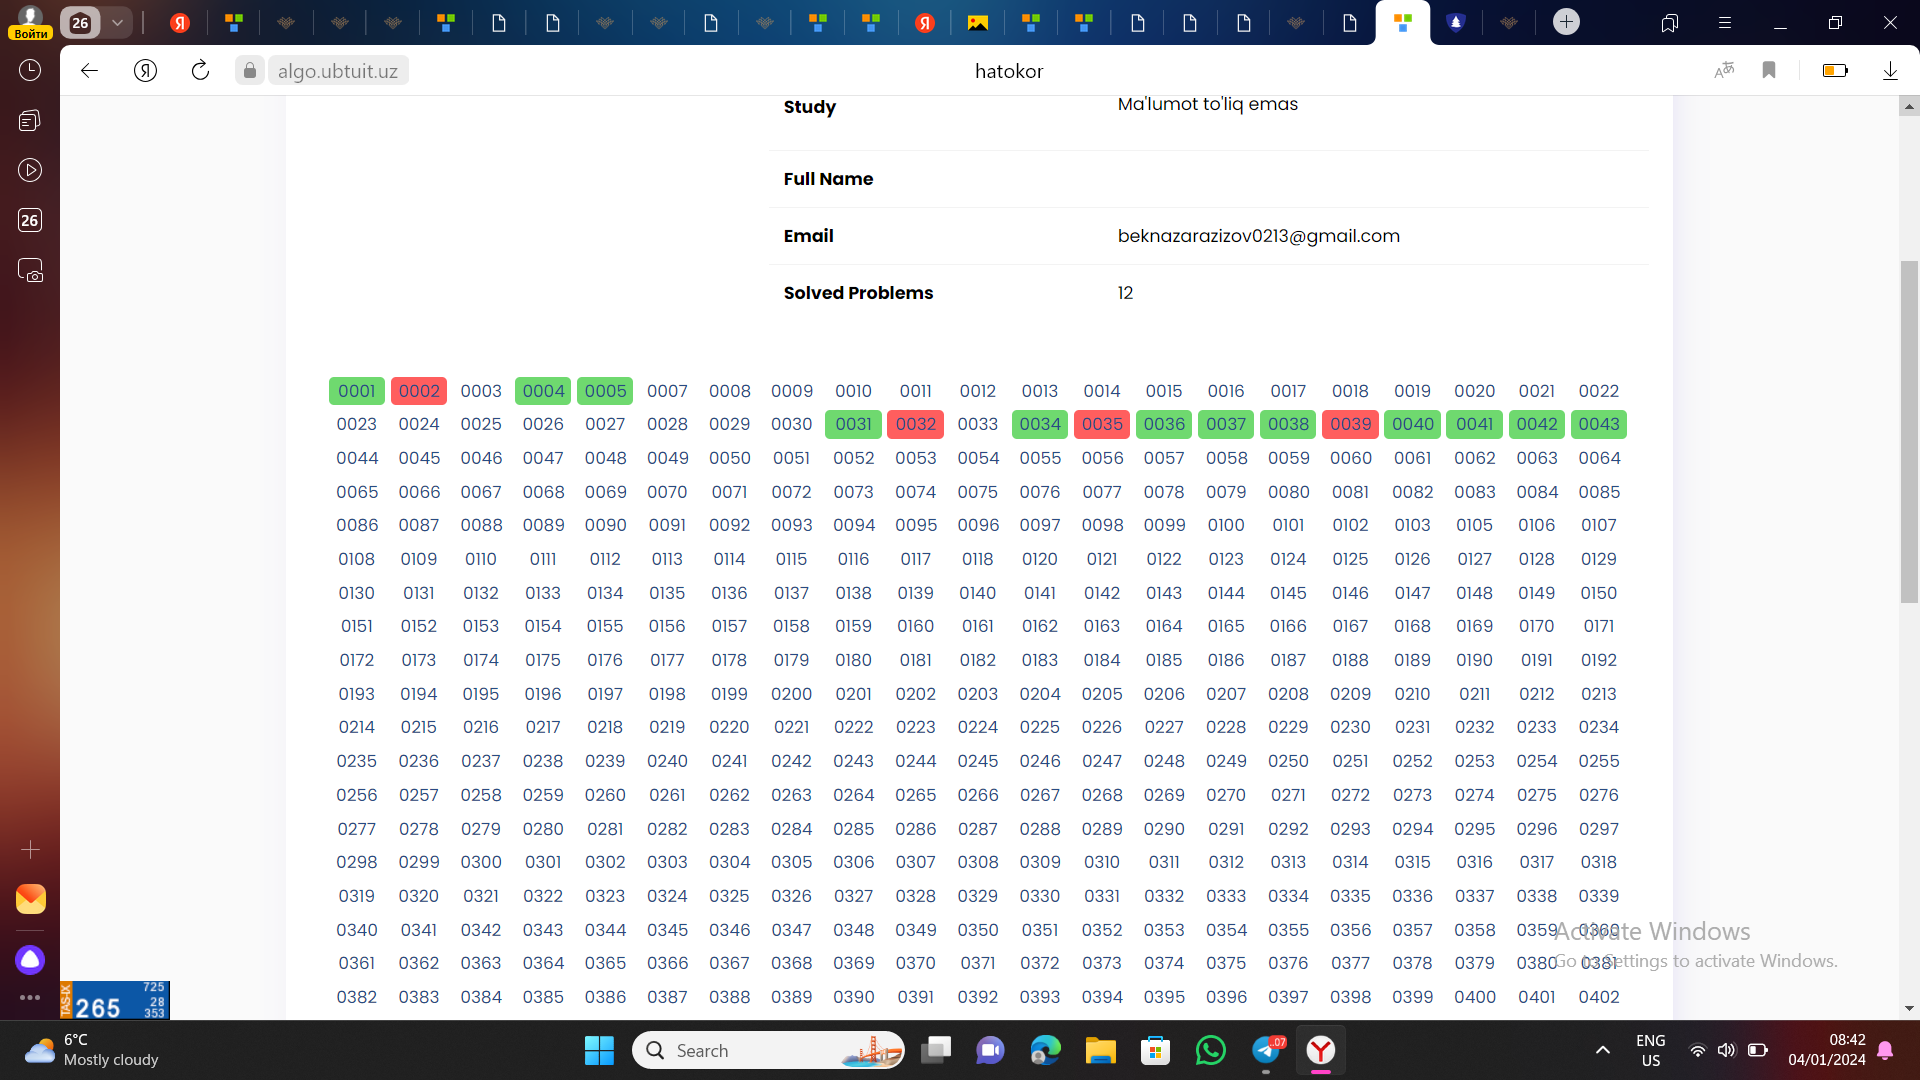 Войти
26
algo.ubtuit.uz
hatokor
26
Study Ma'lumot to'liq emas
Full Name
Email beknazarazizov0213@gmail.com
Solved Problems 12
0001 0002 0003 0004 0005 0007 0008 0009 0010 0011 0012 0013 0014 0015 0016 0017 0018 0019 0020 0021 0022
0023 0024 0025 0026 0027 0028 0029 0030 0031 0032 0033 0034 0035 0036 0037 0038 0039 0040 0041 0042 0043
0044 0045 0046 0047 0048 0049 0050 0051 0052 0053 0054 0055 0056 0057 0058 0059 0060 0061 0062 0063 0064
0065 0066 0067 0068 0069 0070 0071 0072 0073 0074 0075 0076 0077 0078 0079 0080 0081 0082 0083 0084 0085
0086 0087 0088 0089 0090 0091 0092 0093 0094 0095 0096 0097 0098 0099 0100 0101 0102 0103 0105 0106 0107
0108 0109 0110 0111 0112 0113 0114 0115 0116 0117 0118 0120 0121 0122 0123 0124 0125 0126 0127 0128 0129
0130 0131 0132 0133 0134 0135 0136 0137 0138 0139 0140 0141 0142 0143 0144 0145 0146 0147 0148 0149 0150
0151 0152 0153 0154 0155 0156 0157 0158 0159 0160 0161 0162 0163 0164 0165 0166 0167 0168 0169 0170 0171
0172 0173 0174 0175 0176 0177 0178 0179 0180 0181 0182 0183 0184 0185 0186 0187 0188 0189 0190 0191 0192
0193 0194 0195 0196 0197 0198 0199 0200 0201 0202 0203 0204 0205 0206 0207 0208 0209 0210 0211 0212 0213
0214 0215 0216 0217 0218 0219 0220 0221 0222 0223 0224 0225 0226 0227 0228 0229 0230 0231 0232 0233 0234
0235 0236 0237 0238 0239 0240 0241 0242 0243 0244 0245 0246 0247 0248 0249 0250 0251 0252 0253 0254 0255
0256 0257 0258 0259 0260 0261 0262 0263 0264 0265 0266 0267 0268 0269 0270 0271 0272 0273 0274 0275 0276
0277 0278 0279 0280 0281 0282 0283 0284 0285 0286 0287 0288 0289 0290 0291 0292 0293 0294 0295 0296 0297
0298 0299 0300 0301 0302 0303 0304 0305 0306 0307 0308 0309 0310 0311 0312 0313 0314 0315 0316 0317 0318
0319 0320 0321 0322 0323 0324 0325 0326 0327 0328 0329 0330 0331 0332 0333 0334 0335 0336 0337 0338 0339
0340 0341 0342 0343 0344 0345 0346 0347 0348 0349 0350 0351 0352 0353 0354 0355 0356 0357 0358 0359 0360
Activate Windows
0361 0362 0363 0364 0365 0366 0367 0368 0369 0370 0371 0372 0373 0374 0375 0376 0377 0378 0379 0380 0381
Go to Settings to activate Windows.
0382 0383 0384 0385 0386 0387 0388 0389 0390 0391 0392 0393 0394 0395 0396 0397 0398 0399 0400 0401 0402
TAS-IX 265 725 28 353
6°C
Mostly cloudy
Search
..07
ENG
US
08:42
04/01/2024